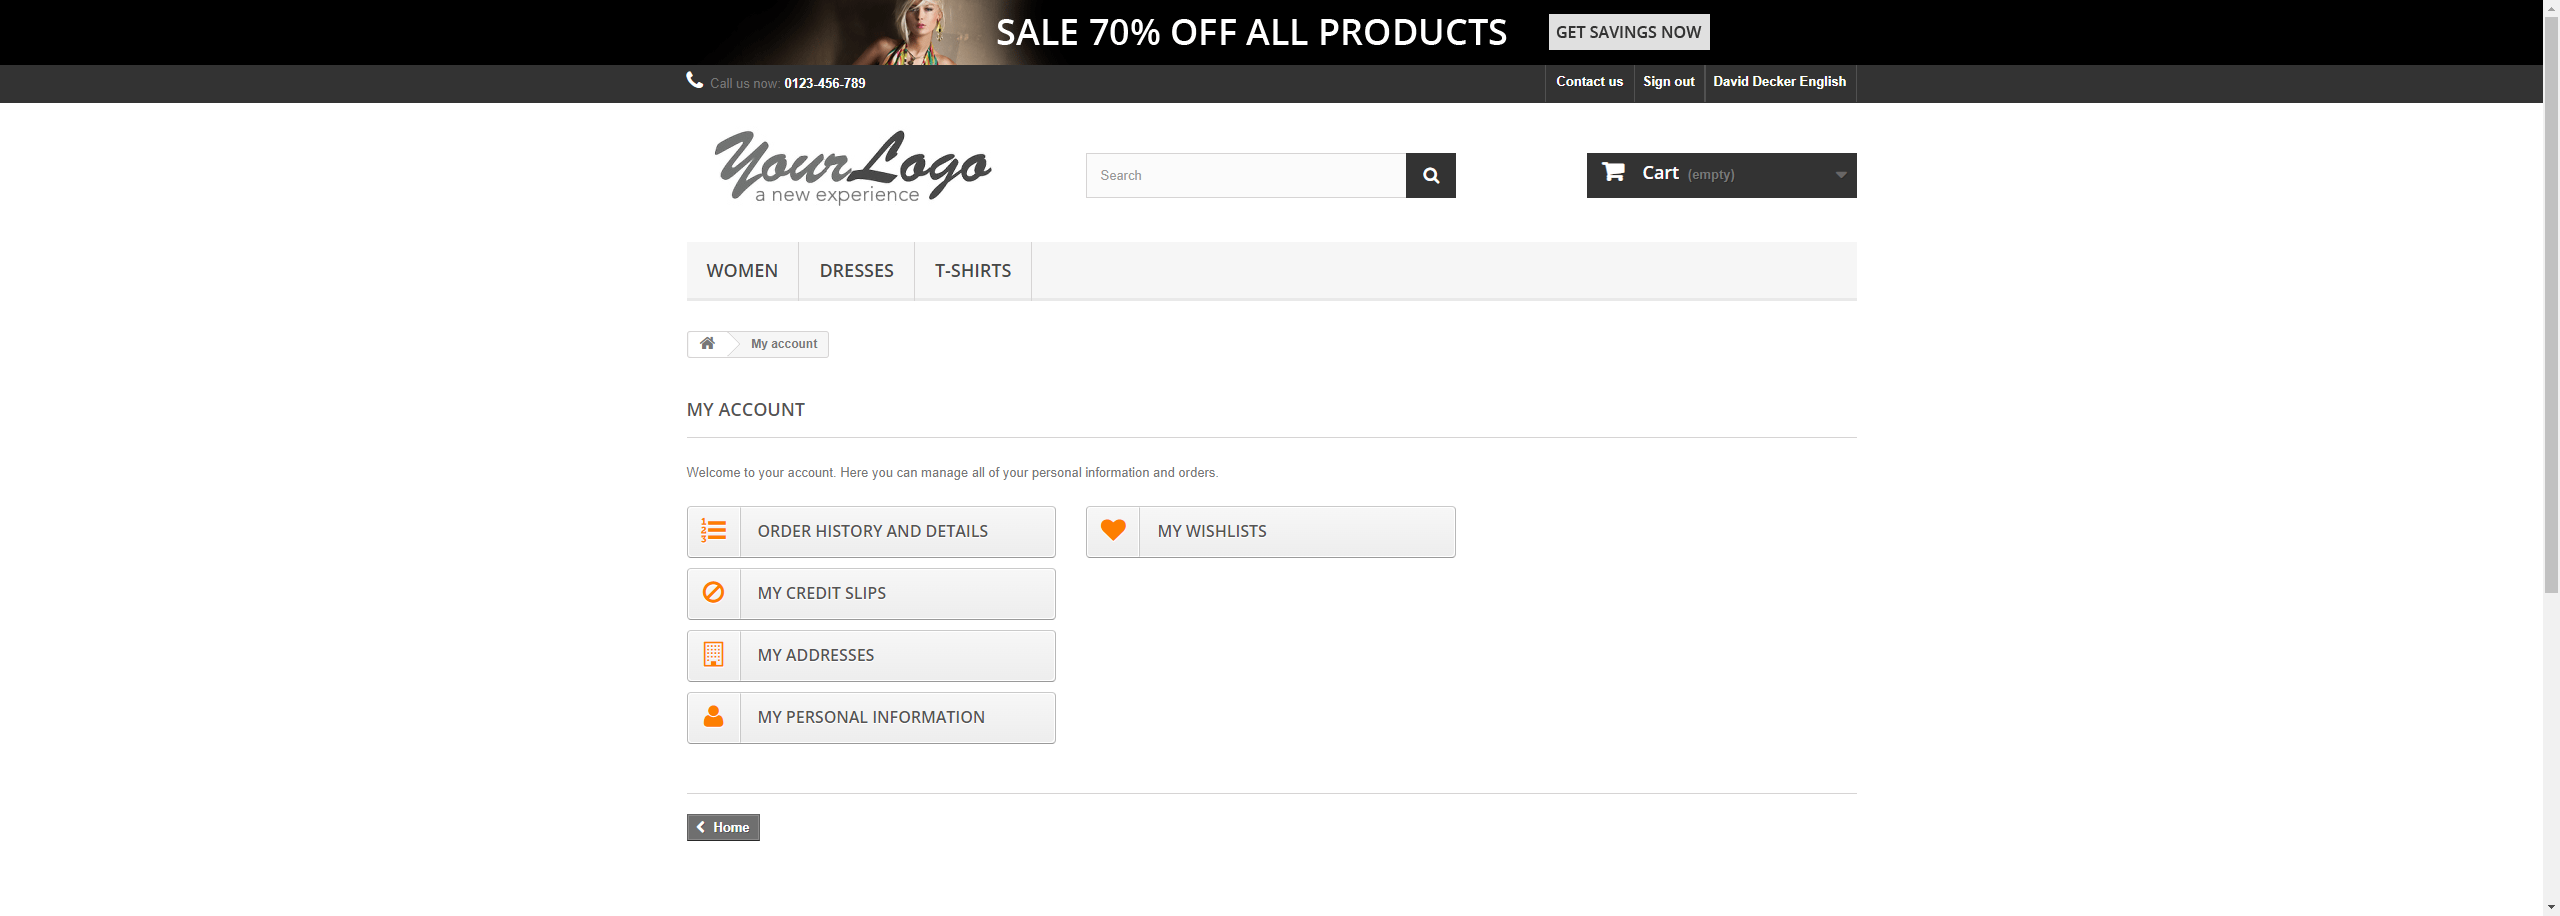 SALE 70% OFF ALL PRODUCTS GET SAVINGS NOW
Call us now: 0123-456-789 Contact us Sign out David Decker English
Your Logo
a new experience
Search
Cart (empty)
WOMEN DRESSES T-SHIRTS
My account
MY ACCOUNT
Welcome to your account. Here you can manage all of your personal information and orders.
ORDER HISTORY AND DETAILS MY WISHLISTS
MY CREDIT SLIPS
MY ADDRESSES
MY PERSONAL INFORMATION
Home